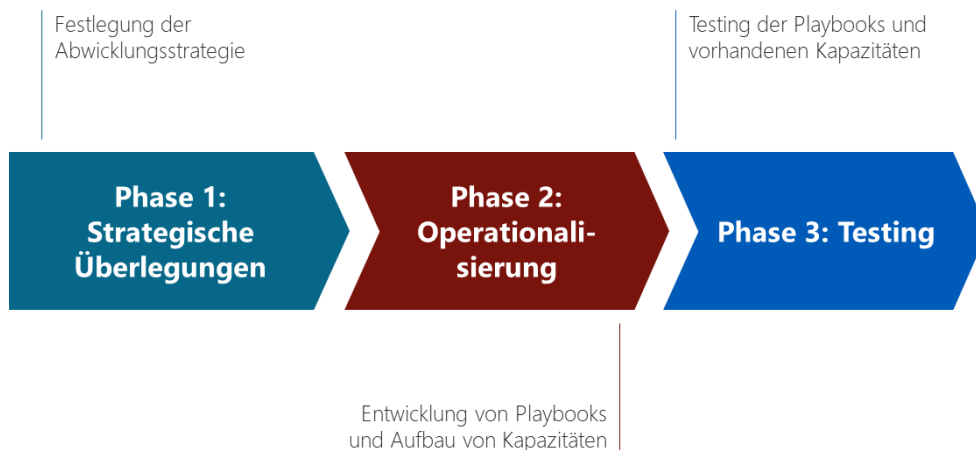 Festlegung der
Abwicklungsstrategie
Testing der Playbooks und
vorhandenen Kapazitäten
Phase 1:
Strategische
Überlegungen
Phase 2:
Operationali-
sierung
Phase 3: Testing
Entwicklung von Playbooks
und Aufbau von Kapazitäten